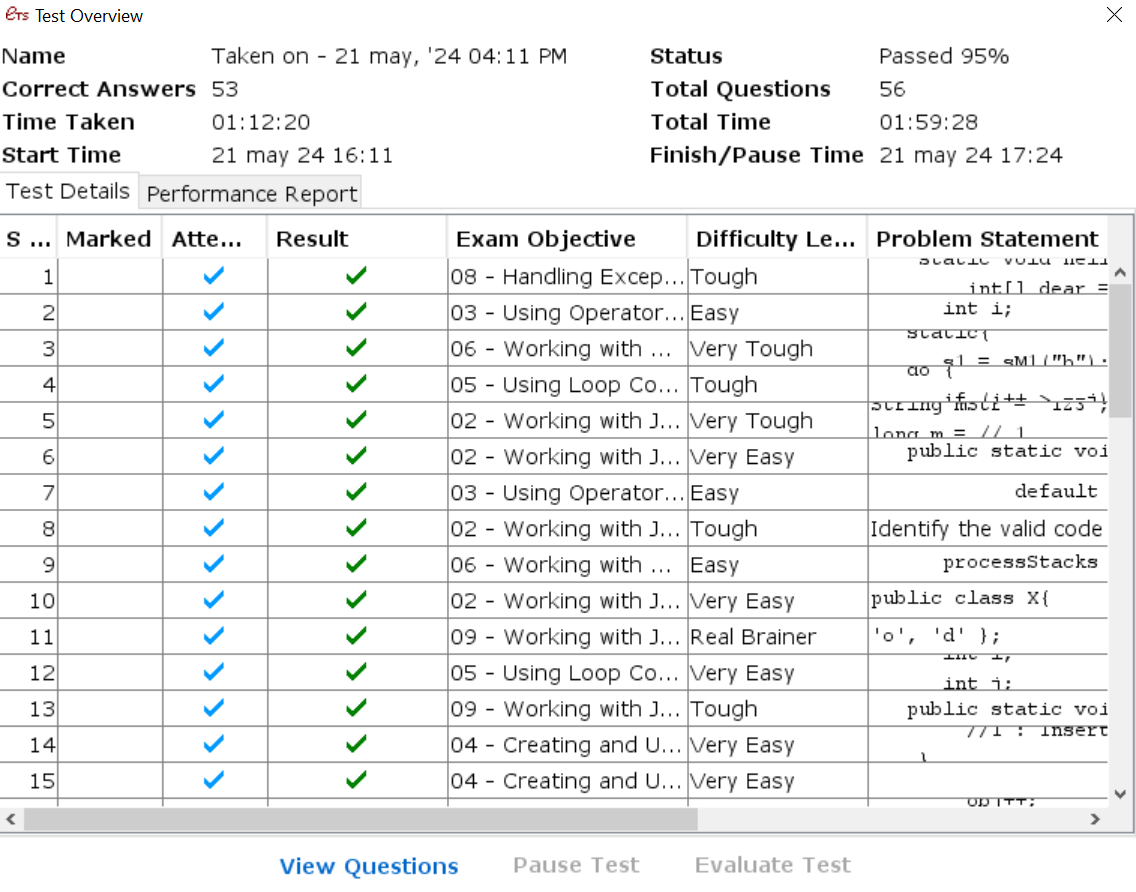 eTS Test Overview
Name Taken on - 21 may, '24 04:11 PM Status Passed 95%
Correct Answers 53 Total Questions 56
Time Taken 01:12:20 Total Time 01:59:28
Start Time 21 may 24 16:11 Finish/Pause Time 21 may 24 17:24
Test Details Performance Report
S ... Marked Atte... Result Exam Objective Difficulty Le... Problem Statement
1 08 - Handling Excep... Tough static void int[] dear =
2 03 - Using Operator... Easy int i;
3 06 - Working with ... Very Tough static{ s1 = sM1("b");
4 05 - Using Loop Co... Tough do {
5 02 - Working with J... Very Tough String mStr = "123"; long m = // 1
6 02 - Working with J... Very Easy public static voi
7 03 - Using Operator... Easy default
8 02 - Working with J... Tough Identify the valid code
9 06 - Working with ... Easy processStacks
10 02 - Working with J... Very Easy public class X{
11 09 - Working with J... Real Brainer 'o', 'd' };
12 05 - Using Loop Co... Very Easy int i; int j;
13 09 - Working with J... Tough public static voi
14 04 - Creating and U... Very Easy //1 : Insert }
15 04 - Creating and U... Very Easy
obj++;
View Questions Pause Test Evaluate Test